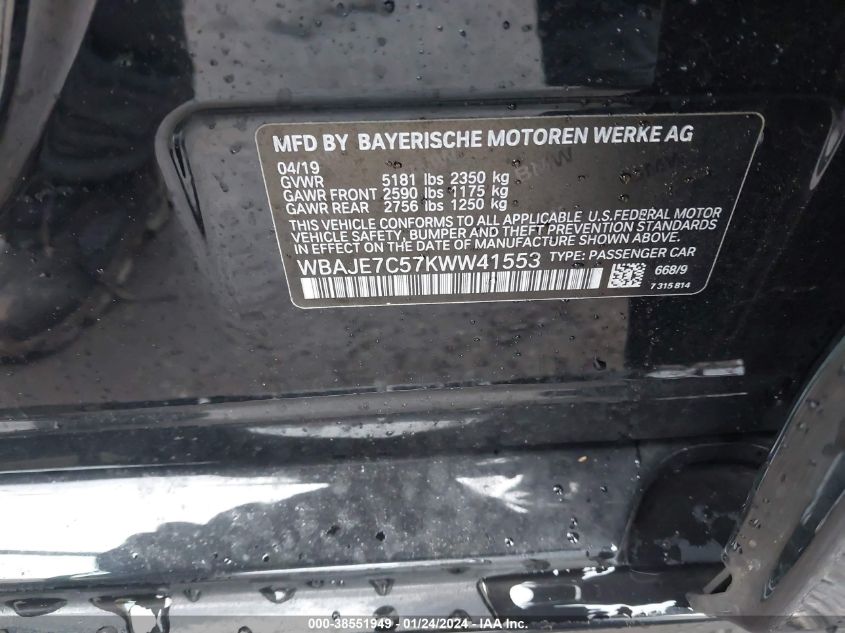 MFD BY BAYERISCHE MOTOREN WERKE AG
04/19
GVWR 5181 lbs 2350 kg
GAWR FRONT 2590 lbs 1175 kg
GAWR REAR 2756 lbs 1250 kg
THIS VEHICLE CONFORMS TO ALL APPLICABLE U.S.FEDERAL MOTOR
VEHICLE SAFETY, BUMPER AND THEFT PREVENTION STANDARDS
IN EFFECT ON THE DATE OF MANUFACTURE SHOWN ABOVE.
WBAJE7C57KWW41553 TYPE: PASSENGER CAR
668/9
7 315 814
000-38551949 - 01/24/2024 - IAA Inc.